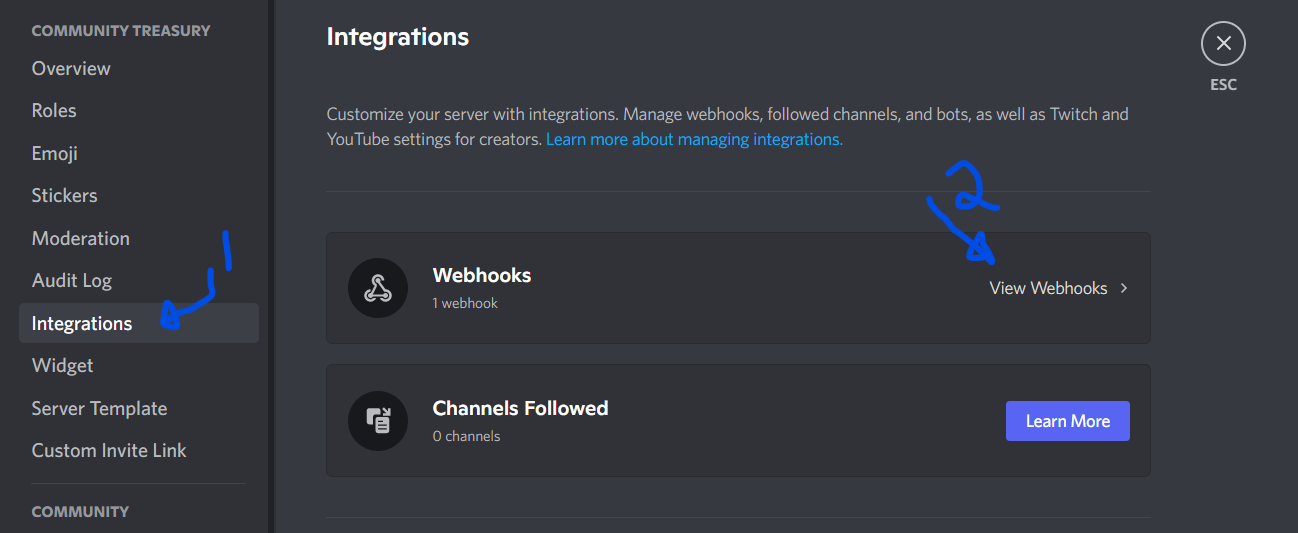 COMMUNITY TREASURY
Overview
Roles
Emoji
Stickers
Moderation
Audit Log
Integrations
Widget
Server Template
Custom Invite Link
COMMUNITY
Integrations
ESC
Customize your server with integrations. Manage webhooks, followed channels, and bots, as well as Twitch and
YouTube settings for creators. Learn more about managing integrations.
1
2
Webhooks
1 webhook
View Webhooks
Channels Followed
0 channels
Learn More